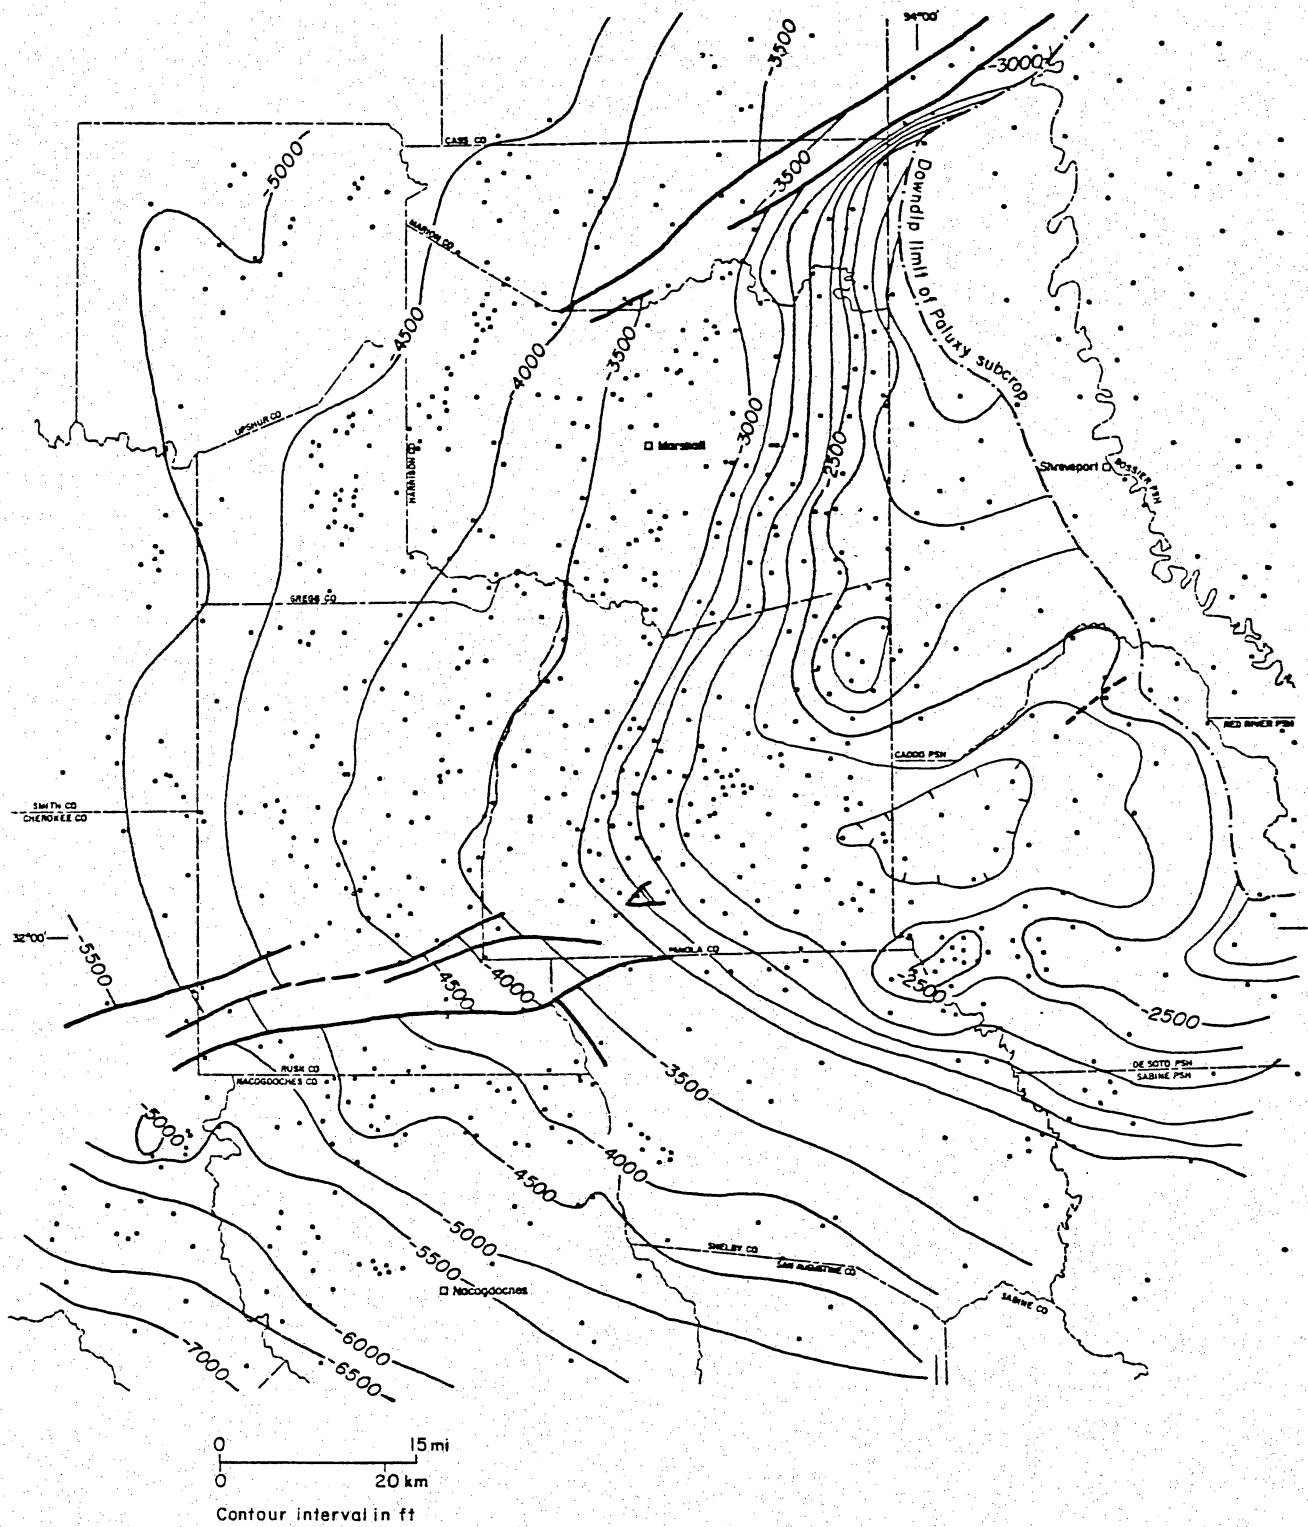 94°00'
-3500
-3000
CASS CO
-5000
-3500
Downdip limit of Paluxy subcrop
MARION CO
-4500
-4000
-3500
-3000
UPSHUR CO
Marshall
-2500
Shreveport
BOSSIER PSH
HARRISON CO
GREGG CO
RED RIVER PSH
CADDO PSH
SMITH CO
CHEROKEE CO
32°00'
-5500
PANOLA CO
-4500
-4000
-2500
-2500
RUSK CO
NACOGDOCHES CO
DE SOTO PSH
SABINE PSH
-3500
-5000
-4000
-4500
-5000
-5500
SHELBY CO
SAN AUGUSTINE CO
Nacogdoches
SABINE CO
-6000
-7000
-6500
0 15 mi
0 20 km
Contour interval in ft